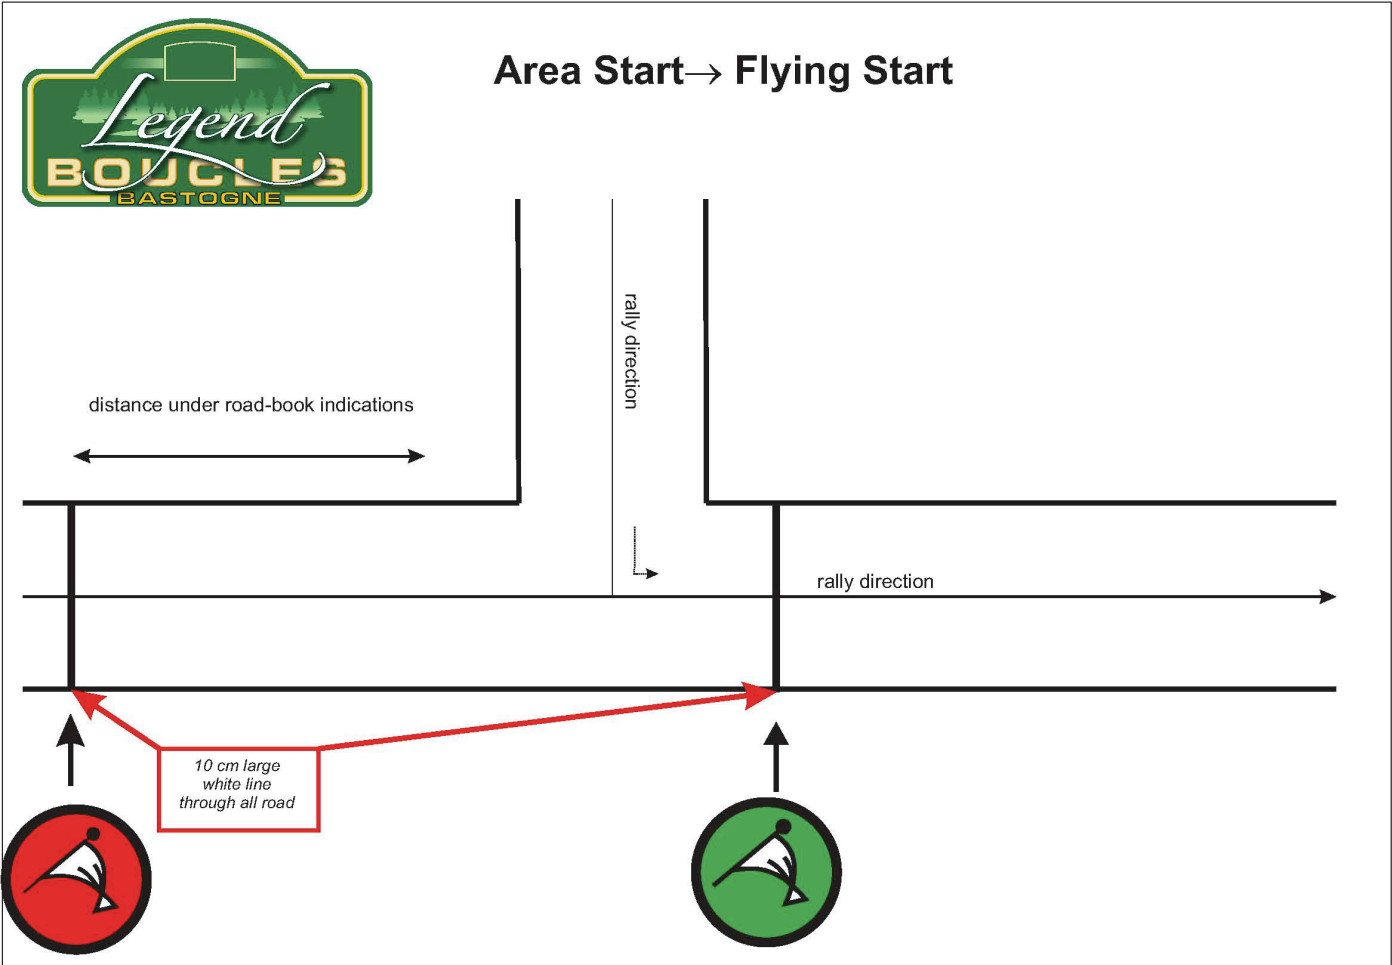 Legend
BOUCLES
BASTOGNE
Area Start→ Flying Start
rally direction
distance under road-book indications
rally direction
10 cm large
white line
through all road